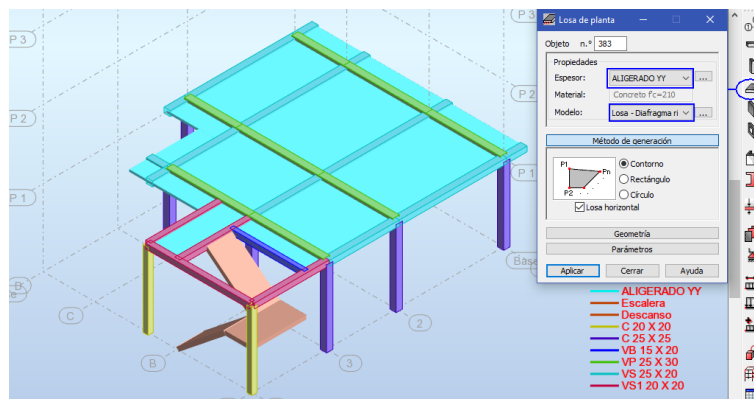 P 3
P 2
P 1
B
C
B
3
2
Base
P 3
P 2
P 1
Losa de planta
Objeto n.° 383
Propiedades
Espesor: ALIGERADO YY ...
Material: Concreto f'c=210
Modelo: Losa - Diafragma ri ...
Método de generación
P1
Pn
P2
Contorno
Rectángulo
Círculo
Losa horizontal
Geometría
Parámetros
Aplicar Cerrar Ayuda
ALIGERADO YY
Escalera
Descanso
C 20 X 20
C 25 X 25
VB 15 X 20
VP 25 X 30
VS 25 X 20
VS1 20 X 20